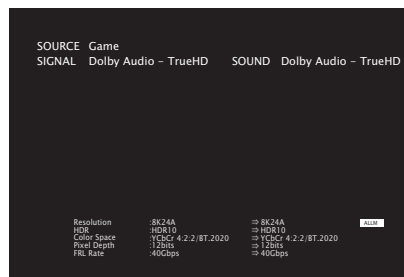 SOURCE Game
SIGNAL Dolby Audio – TrueHD SOUND Dolby Audio – TrueHD
Resolution :8K24A ⇒ 8K24A ALLM
HDR :HDR10 ⇒ HDR10
Color Space :YCbCr 4:2:2/BT.2020 ⇒ YCbCr 4:2:2/BT.2020
Pixel Depth :12bits ⇒ 12bits
FRL Rate :40Gbps ⇒ 40Gbps